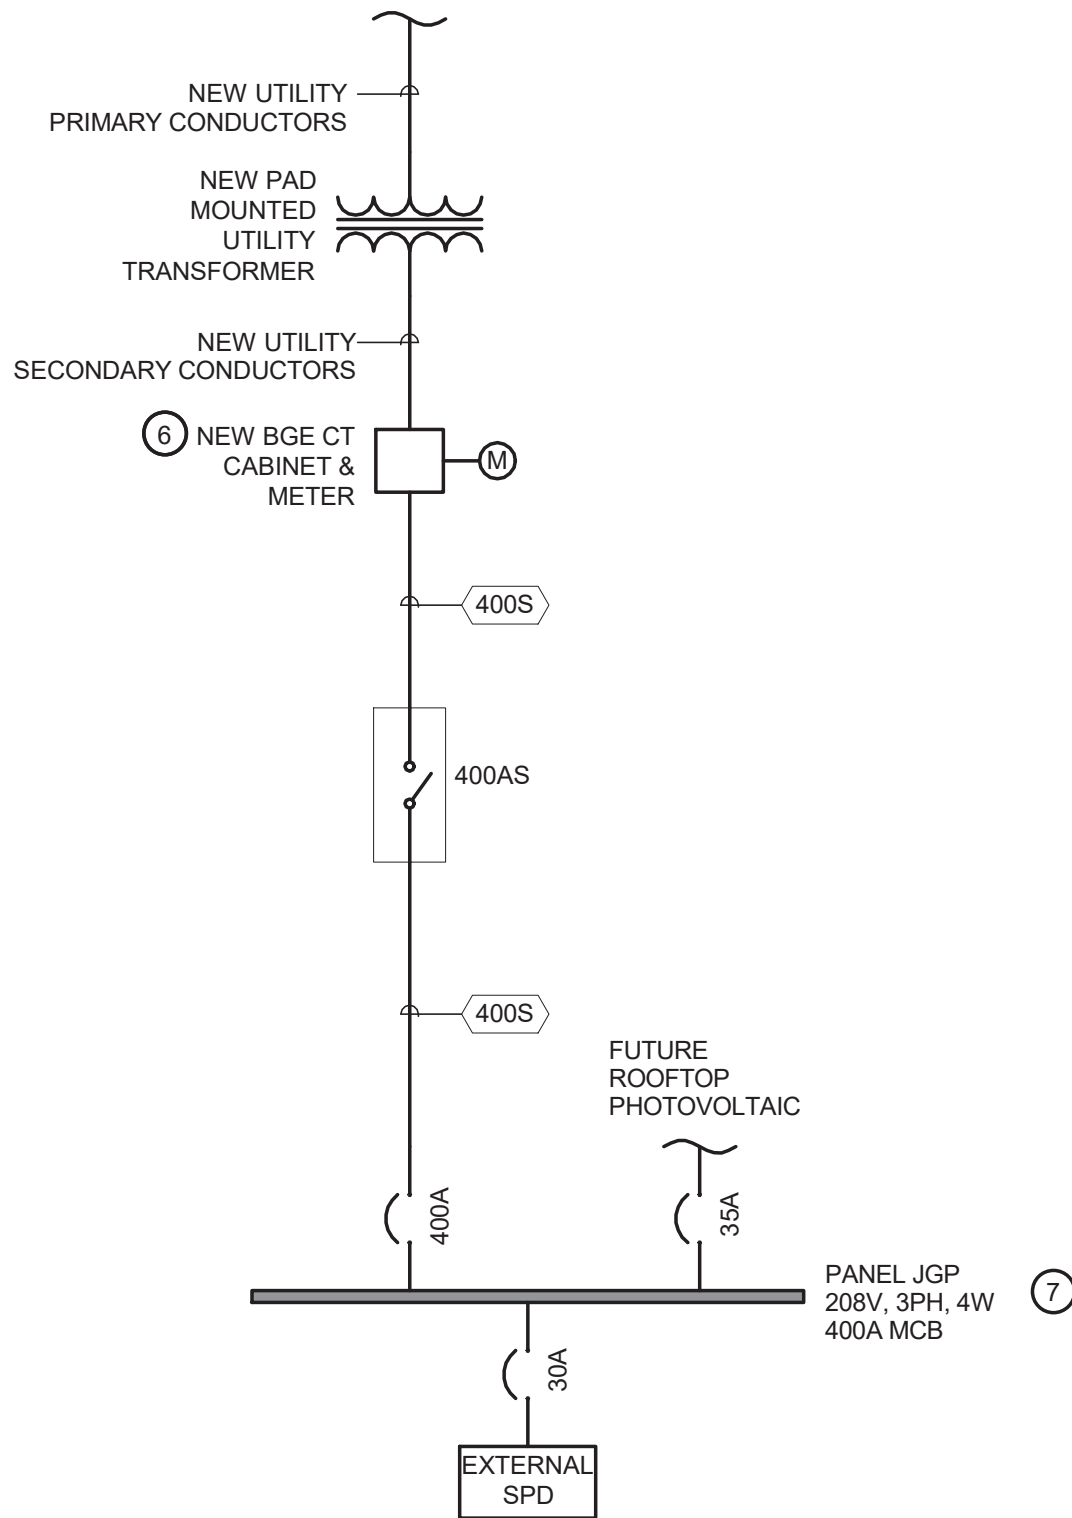 NEW UTILITY
PRIMARY CONDUCTORS
NEW PAD
MOUNTED
UTILITY
TRANSFORMER
NEW UTILITY
SECONDARY CONDUCTORS
6
NEW BGE CT
CABINET &
METER
M
400S
400AS
400S
FUTURE
ROOFTOP
PHOTOVOLTAIC
400A
35A
PANEL JGP
208V, 3PH, 4W
400A MCB
7
30A
EXTERNAL
SPD